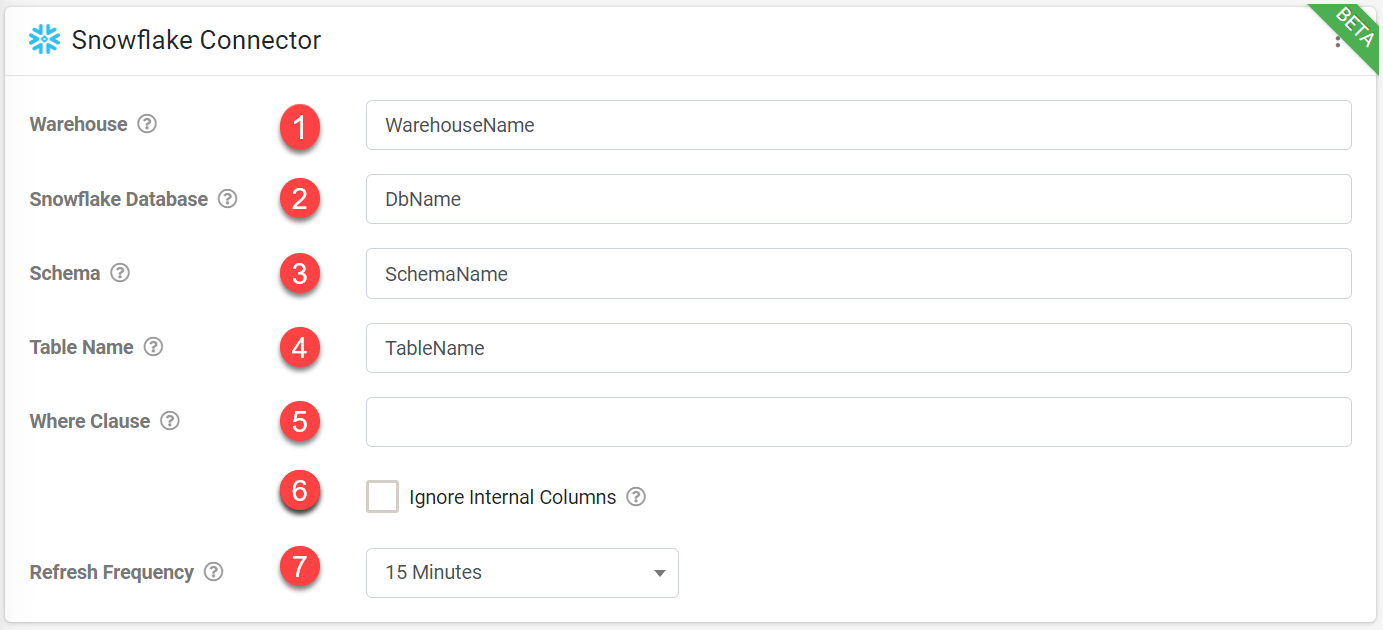 Snowflake Connector
BETA
Warehouse ? 1 WarehouseName
Snowflake Database ? 2 DbName
Schema ? 3 SchemaName
Table Name ? 4 TableName
Where Clause ? 5
6 Ignore Internal Columns ?
Refresh Frequency ? 7 15 Minutes